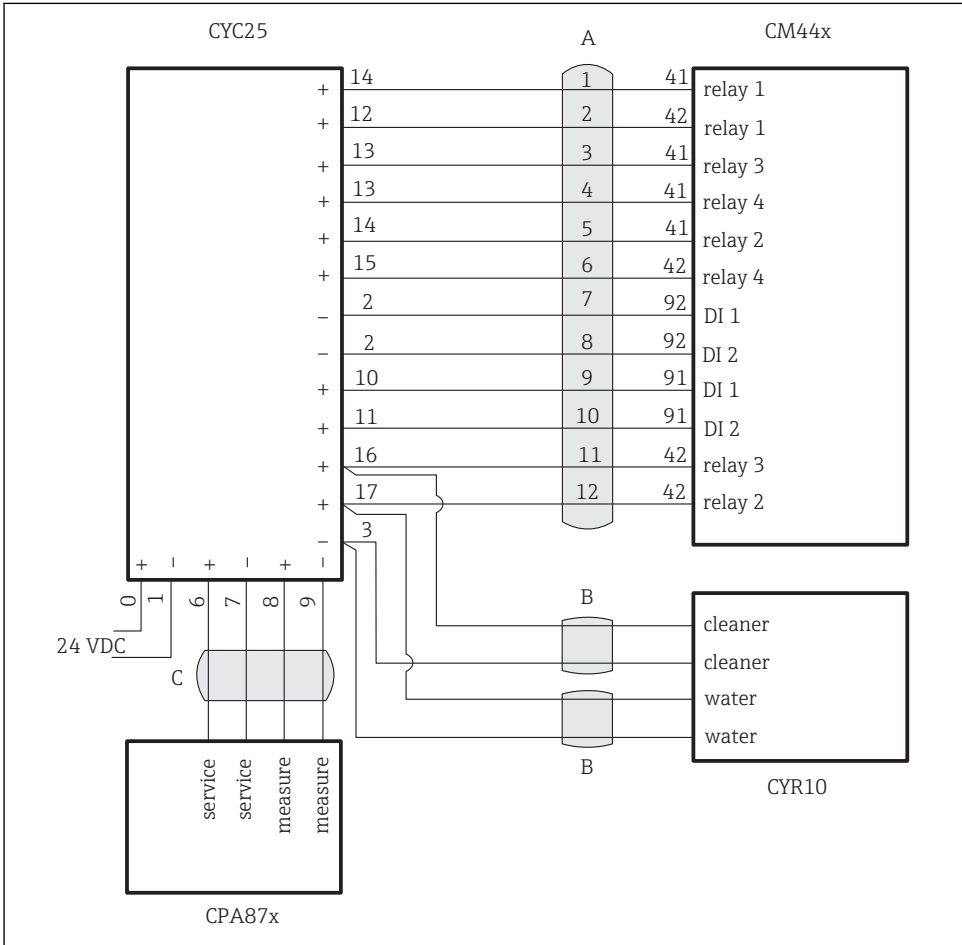 CYC25 A CM44x
+ 14 1 41 relay 1
+ 12 2 42 relay 1
+ 13 3 41 relay 3
+ 13 4 41 relay 4
+ 14 5 41 relay 2
+ 15 6 42 relay 4
− 2 7 92 DI 1
− 2 8 92 DI 2
+ 10 9 91 DI 1
+ 11 10 91 DI 2
+ 16 11 42 relay 3
+ 17 12 42 relay 2
− 3
+ − + − + −
0 1 6 7 8 9
24 VDC
B
cleaner
cleaner
C
water
water
B
CYR10
service
service
measure
measure
CPA87x